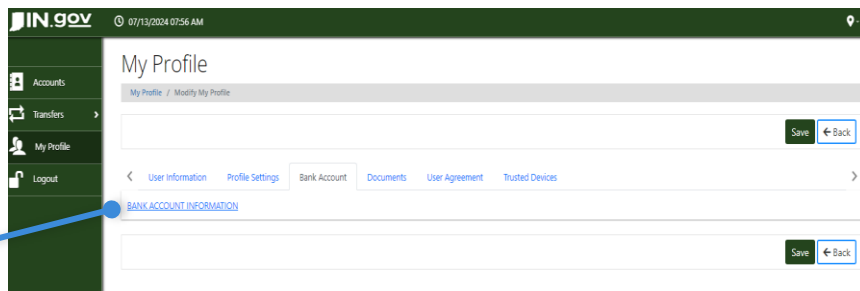 IN.gov
07/13/2024 07:56 AM
My Profile
My Profile / Modify My Profile
Accounts
Transfers
My Profile
Logout
Save Back
User Information Profile Settings Bank Account Documents User Agreement Trusted Devices
BANK ACCOUNT INFORMATION
Save Back